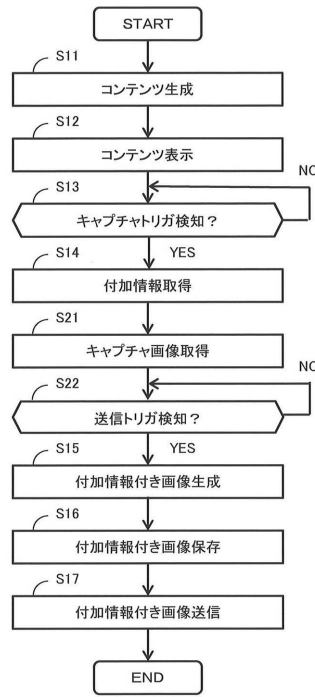 START
S11
コンテンツ生成
S12
コンテンツ表示
NO
S13
キャプチャトリガ検知？
YES
S14
付加情報取得
S21
キャプチャ画像取得
NO
S22
送信トリガ検知？
YES
S15
付加情報付き画像生成
S16
付加情報付き画像保存
S17
付加情報付き画像送信
END